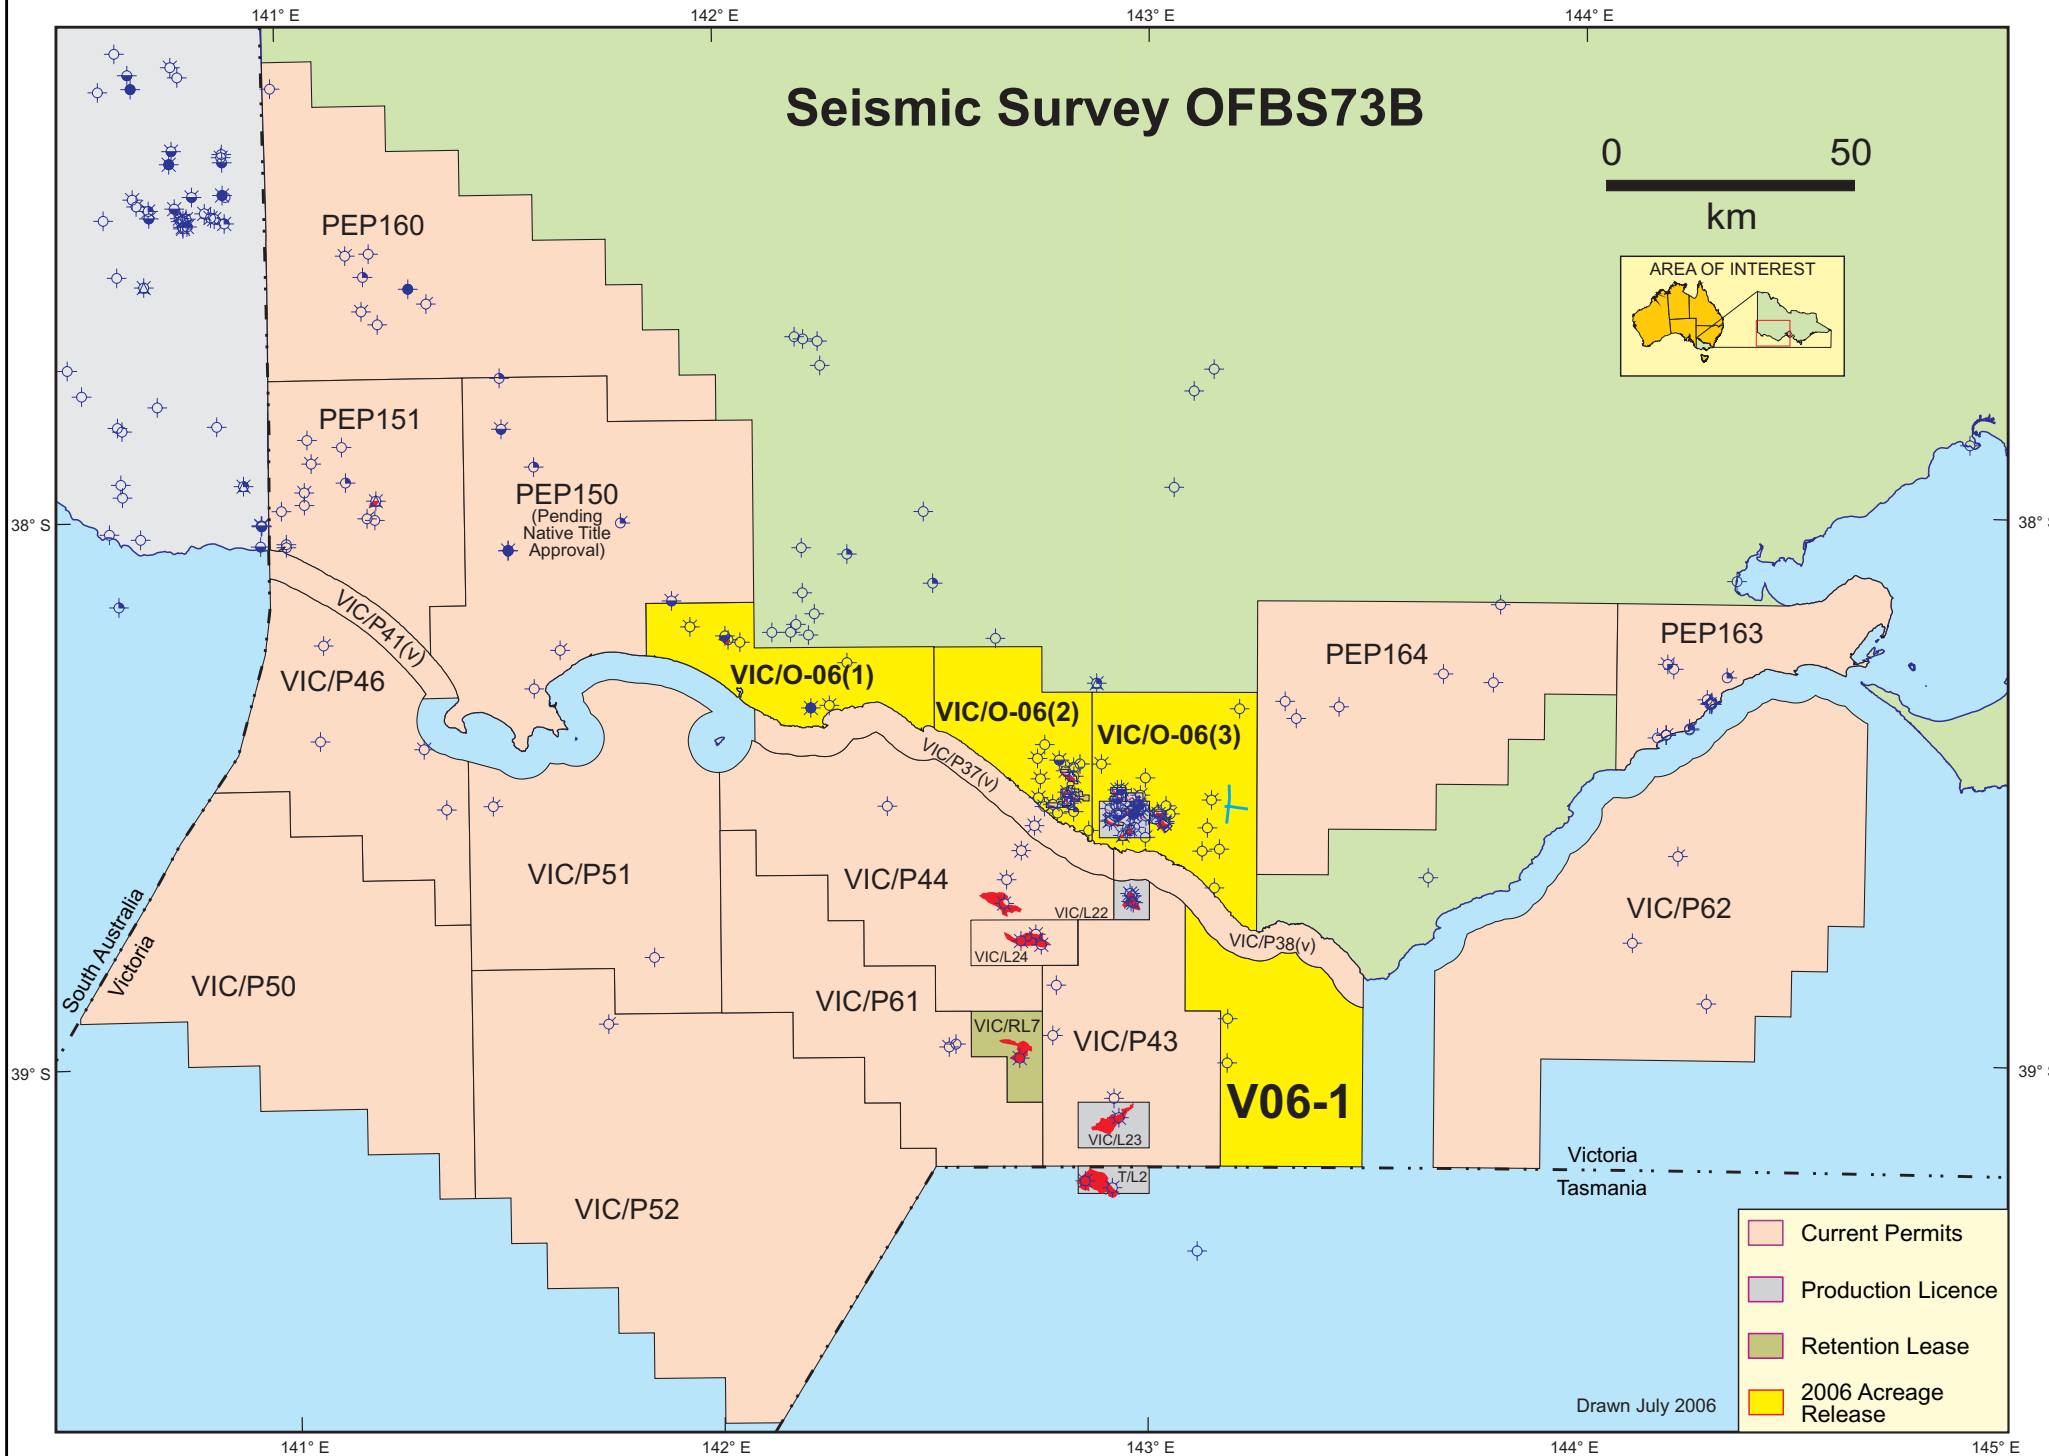 141° E
142° E
143° E
144° E
Seismic Survey OFBS73B
0
50
km
AREA OF INTEREST
PEP160
PEP151
PEP150
(Pending
Native Title
Approval)
38° S
38° S
VIC/P41(v)
VIC/P46
VIC/O-06(1)
VIC/O-06(2)
VIC/O-06(3)
PEP164
PEP163
VIC/P37(v)
VIC/P51
VIC/P44
VIC/L22
VIC/P62
VIC/P38(v)
VIC/L24
South Australia
Victoria
VIC/P50
VIC/P61
VIC/RL7
VIC/P43
39° S
39° S
V06-1
VIC/L23
T/L2
Victoria
Tasmania
VIC/P52
Current Permits
Production Licence
Retention Lease
2006 Acreage
Release
Drawn July 2006
141° E
142° E
143° E
144° E
145° E